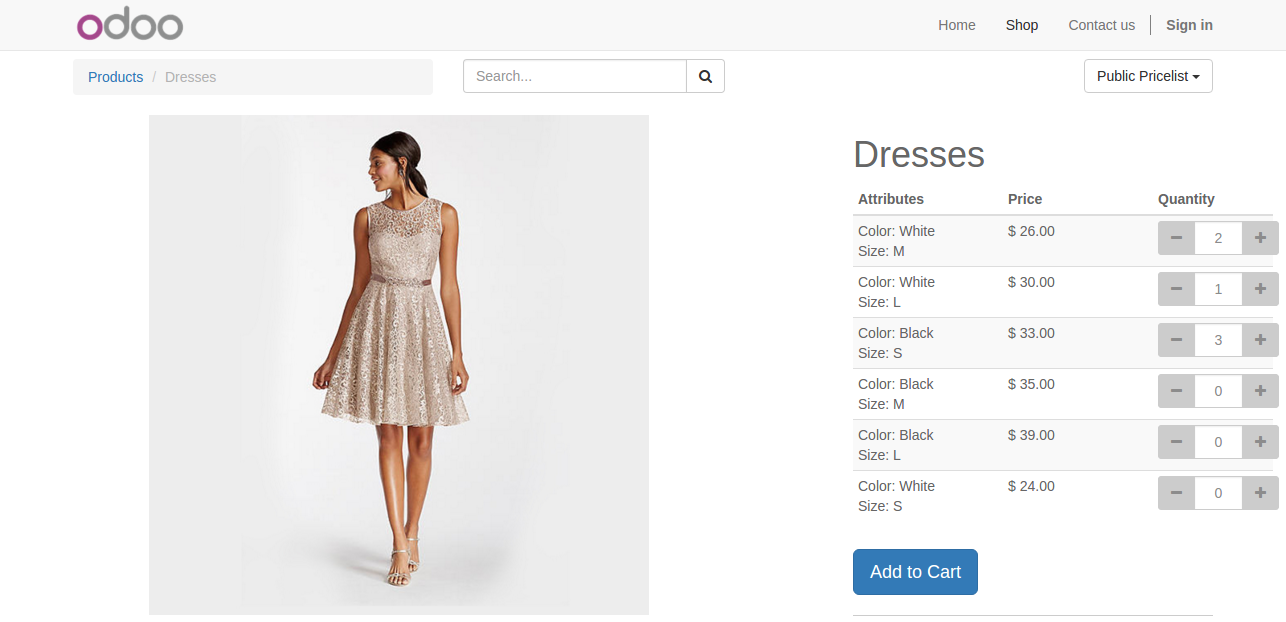 odoo
Home Shop Contact us Sign in
Products / Dresses
Search...
Public Pricelist
Dresses
Attributes Price Quantity
Color: White $ 26.00 2
Size: M
Color: White $ 30.00 1
Size: L
Color: Black $ 33.00 3
Size: S
Color: Black $ 35.00 0
Size: M
Color: Black $ 39.00 0
Size: L
Color: White $ 24.00 0
Size: S
Add to Cart